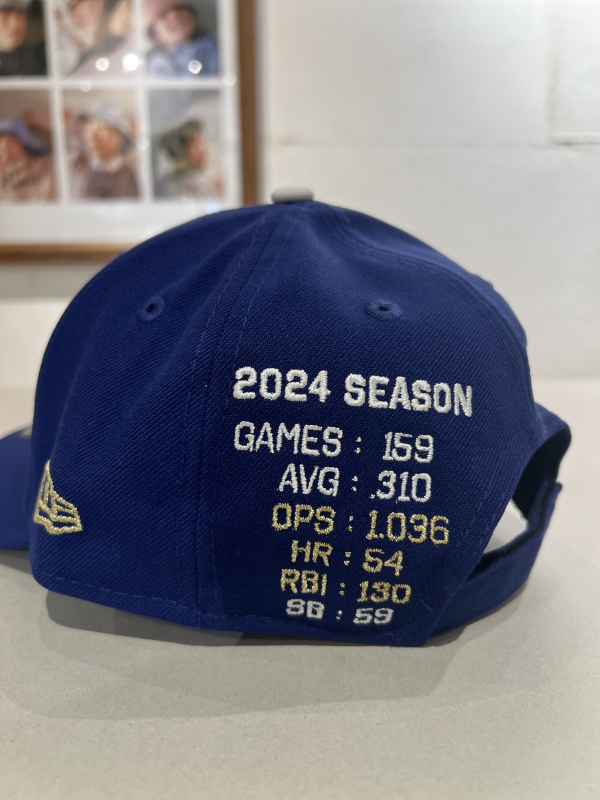 2024 SEASON
GAMES : 159
AVG : .310
OPS : 1.036
HR : 54
RBI : 130
SB : 59